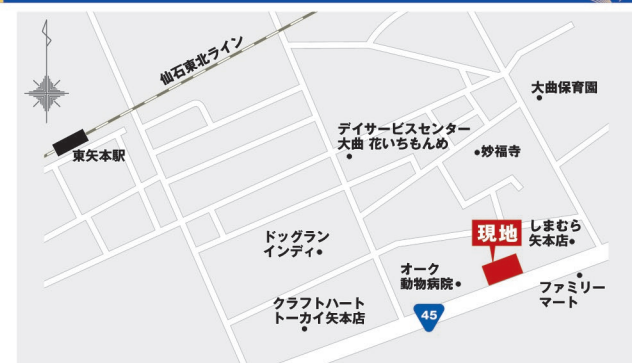 仙石東北ライン
大曲保育園
デイサービスセンター
大曲 花いちもんめ
東矢本駅
•妙福寺
現地
しまむら
矢本店•
ドッグラン
インディ•
オーク
動物病院•
ファミリー
マート
クラフトハート
トーカイ矢本店
45